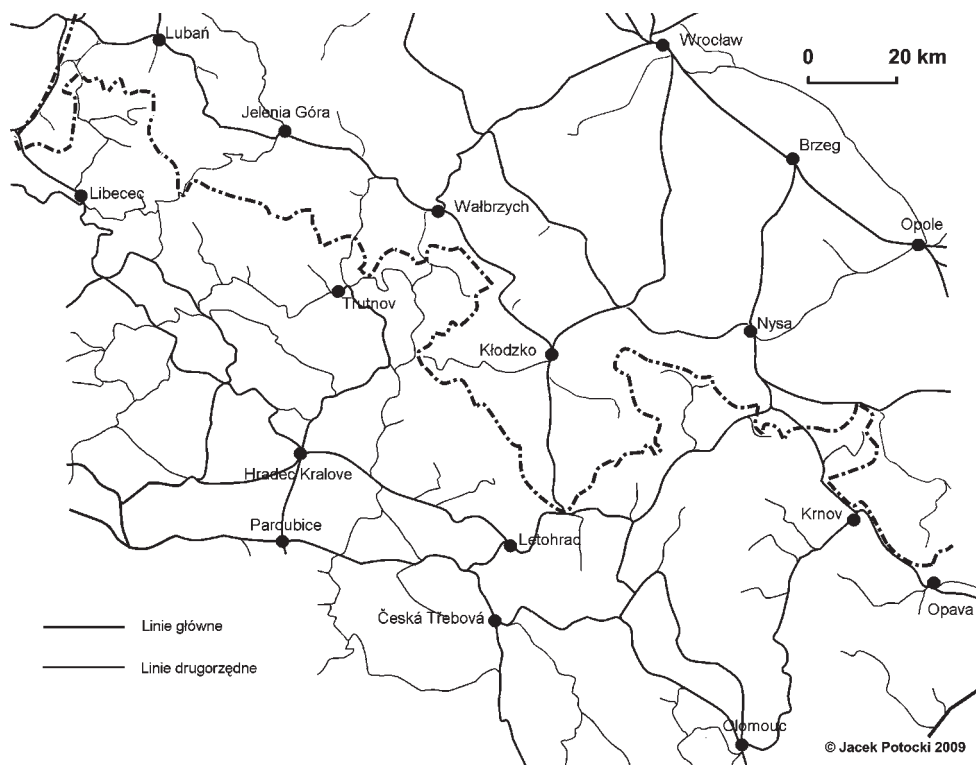 Lubań
Wrocław
0 20 km
Jelenia Góra
Brzeg
Libecec
Wałbrzych
Opole
Trutnov
Nysa
Kłodzko
Hradec Kralove
Krnov
Pardubice
Letohrad
Opava
Česká Třebová
Linie główne
Linie drugorzędne
Olomouc
© Jacek Potocki 2009